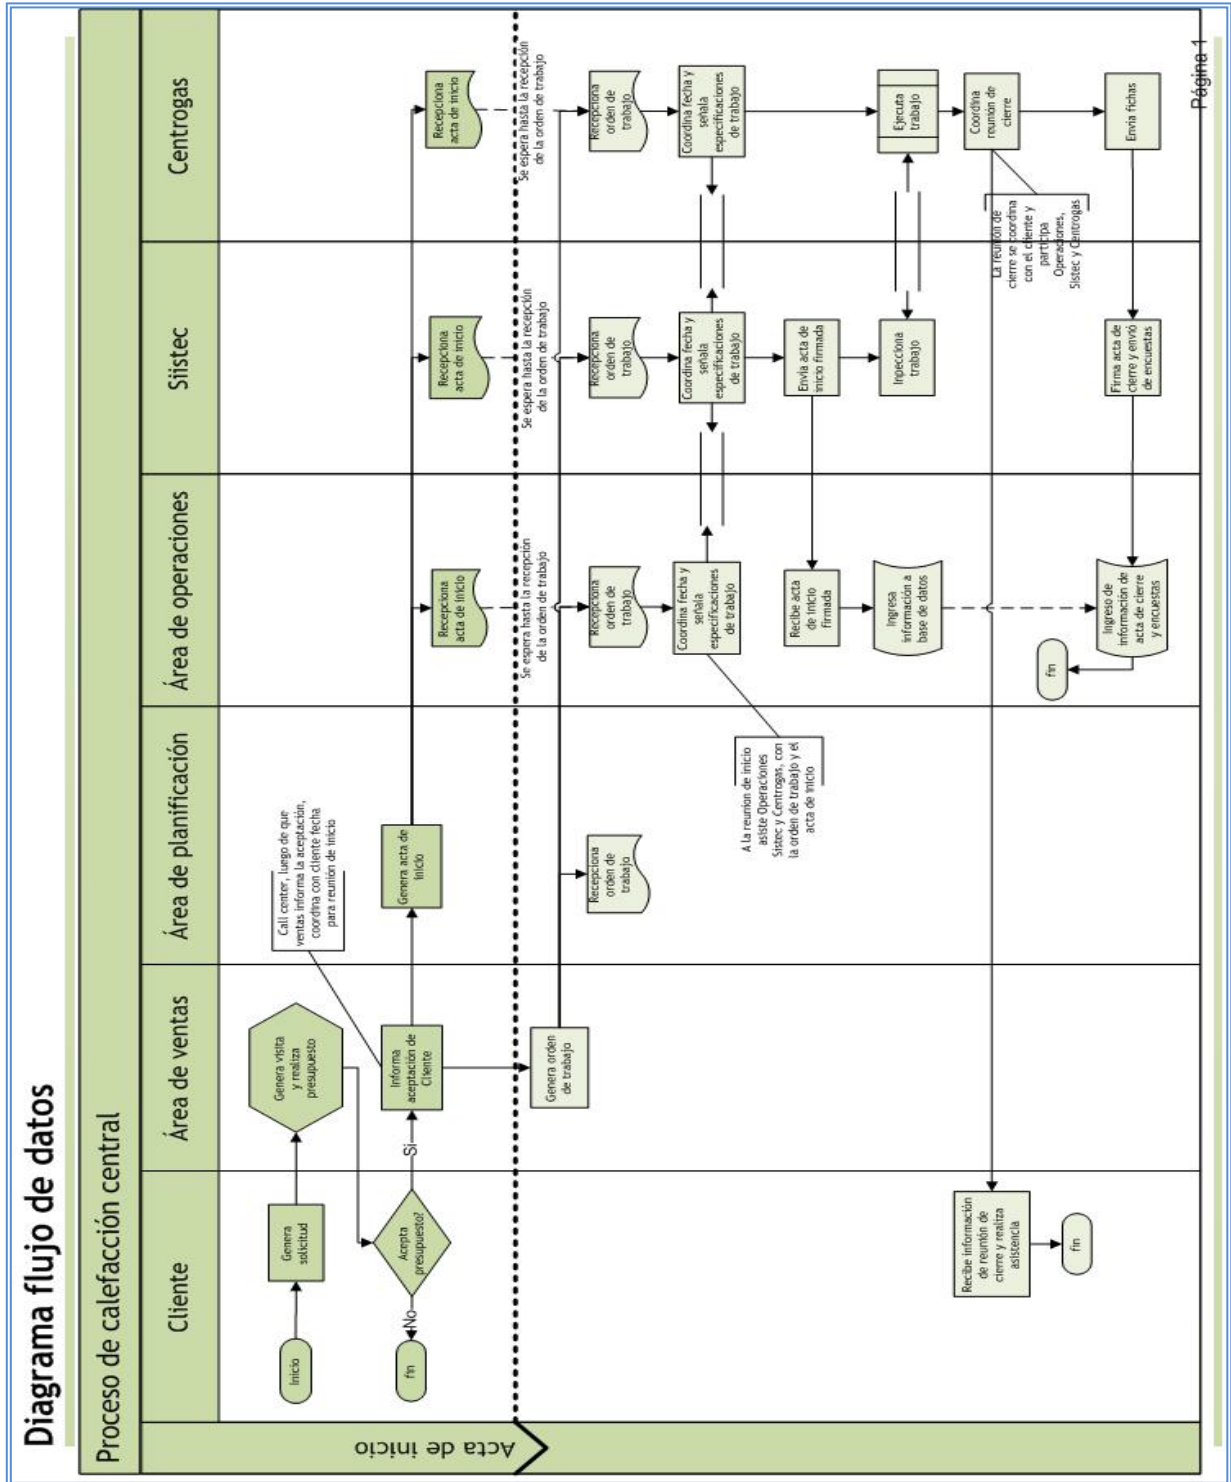 Diagrama flujo de datos
Proceso de calefacción central
Cliente
Área de ventas
Área de planificación
Área de operaciones
Siistec
Centrogas
Acta de inicio
Inicio
Genera
solicitud
Genera visita
y realiza
presupuesto
Call center, luego de que
ventas informa la aceptación,
coordina con cliente fecha
para reunión de inicio
fin
No
Acepta
presupuesto?
Si
Informa
aceptación de
Cliente
Genera acta de
inicio
Recepciona
acta de inicio
Recepciona
acta de inicio
Recepciona
acta de inicio
Se espera hasta la recepción
de la orden de trabajo
Se espera hasta la recepción
de la orden de trabajo
Se espera hasta la recepción
de la orden de trabajo
Genera orden
de trabajo
Recepciona
orden de
trabajo
Recepciona
orden de
trabajo
Recepciona
orden de
trabajo
Recepciona
orden de
trabajo
Coordina fecha y
señala
especificaciones
de trabajo
Coordina fecha y
señala
especificaciones
de trabajo
Coordina fecha y
señala
especificaciones
de trabajo
A la reunion de inicio
asiste Operaciones
Sistec y Centrogas, con
la orden de trabajo y el
acta de inicio
Recibe acta
de inicio
firmada
Envia acta de
inicio firmada
Ingresa
información a
base de datos
Inpecciona
trabajo
Ejecuta
trabajo
Recibe información
de reunión de
cierre y realiza
asistencia
fin
Coordina
reunión de
cierre
La reunión de
cierre se coordina
con el cliente y
participa
Operaciones,
Sistec y Centrogas
fin
Ingreso de
información de
acta de cierre
y encuestas
Firma acta de
cierre y envió
de encuestas
Envia fichas
Página 1